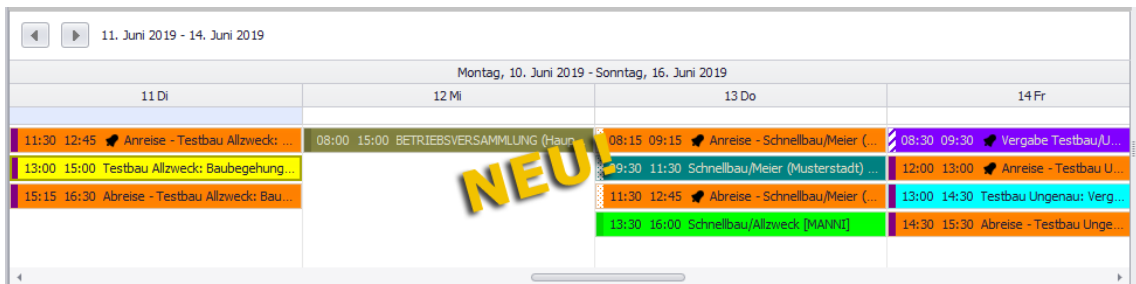 11. Juni 2019 - 14. Juni 2019
Montag, 10. Juni 2019 - Sonntag, 16. Juni 2019
11 Di
12 Mi
13 Do
14 Fr
11:30 12:45 Anreise - Testbau Allzweck: ...
13:00 15:00 Testbau Allzweck: Baubegehung...
15:15 16:30 Abreise - Testbau Allzweck: Bau...
08:00 15:00 BETRIEBSVERSAMMLUNG (Haup...
NEU!
08:15 09:15 Anreise - Schnellbau/Meier (...
09:30 11:30 Schnellbau/Meier (Musterstadt) ...
11:30 12:45 Abreise - Schnellbau/Meier (...
13:30 16:00 Schnellbau/Allzweck [MANNI]
08:30 09:30 Vergabe Testbau/U...
12:00 13:00 Anreise - Testbau U...
13:00 14:30 Testbau Ungenau: Verg...
14:30 15:30 Abreise - Testbau Unge...